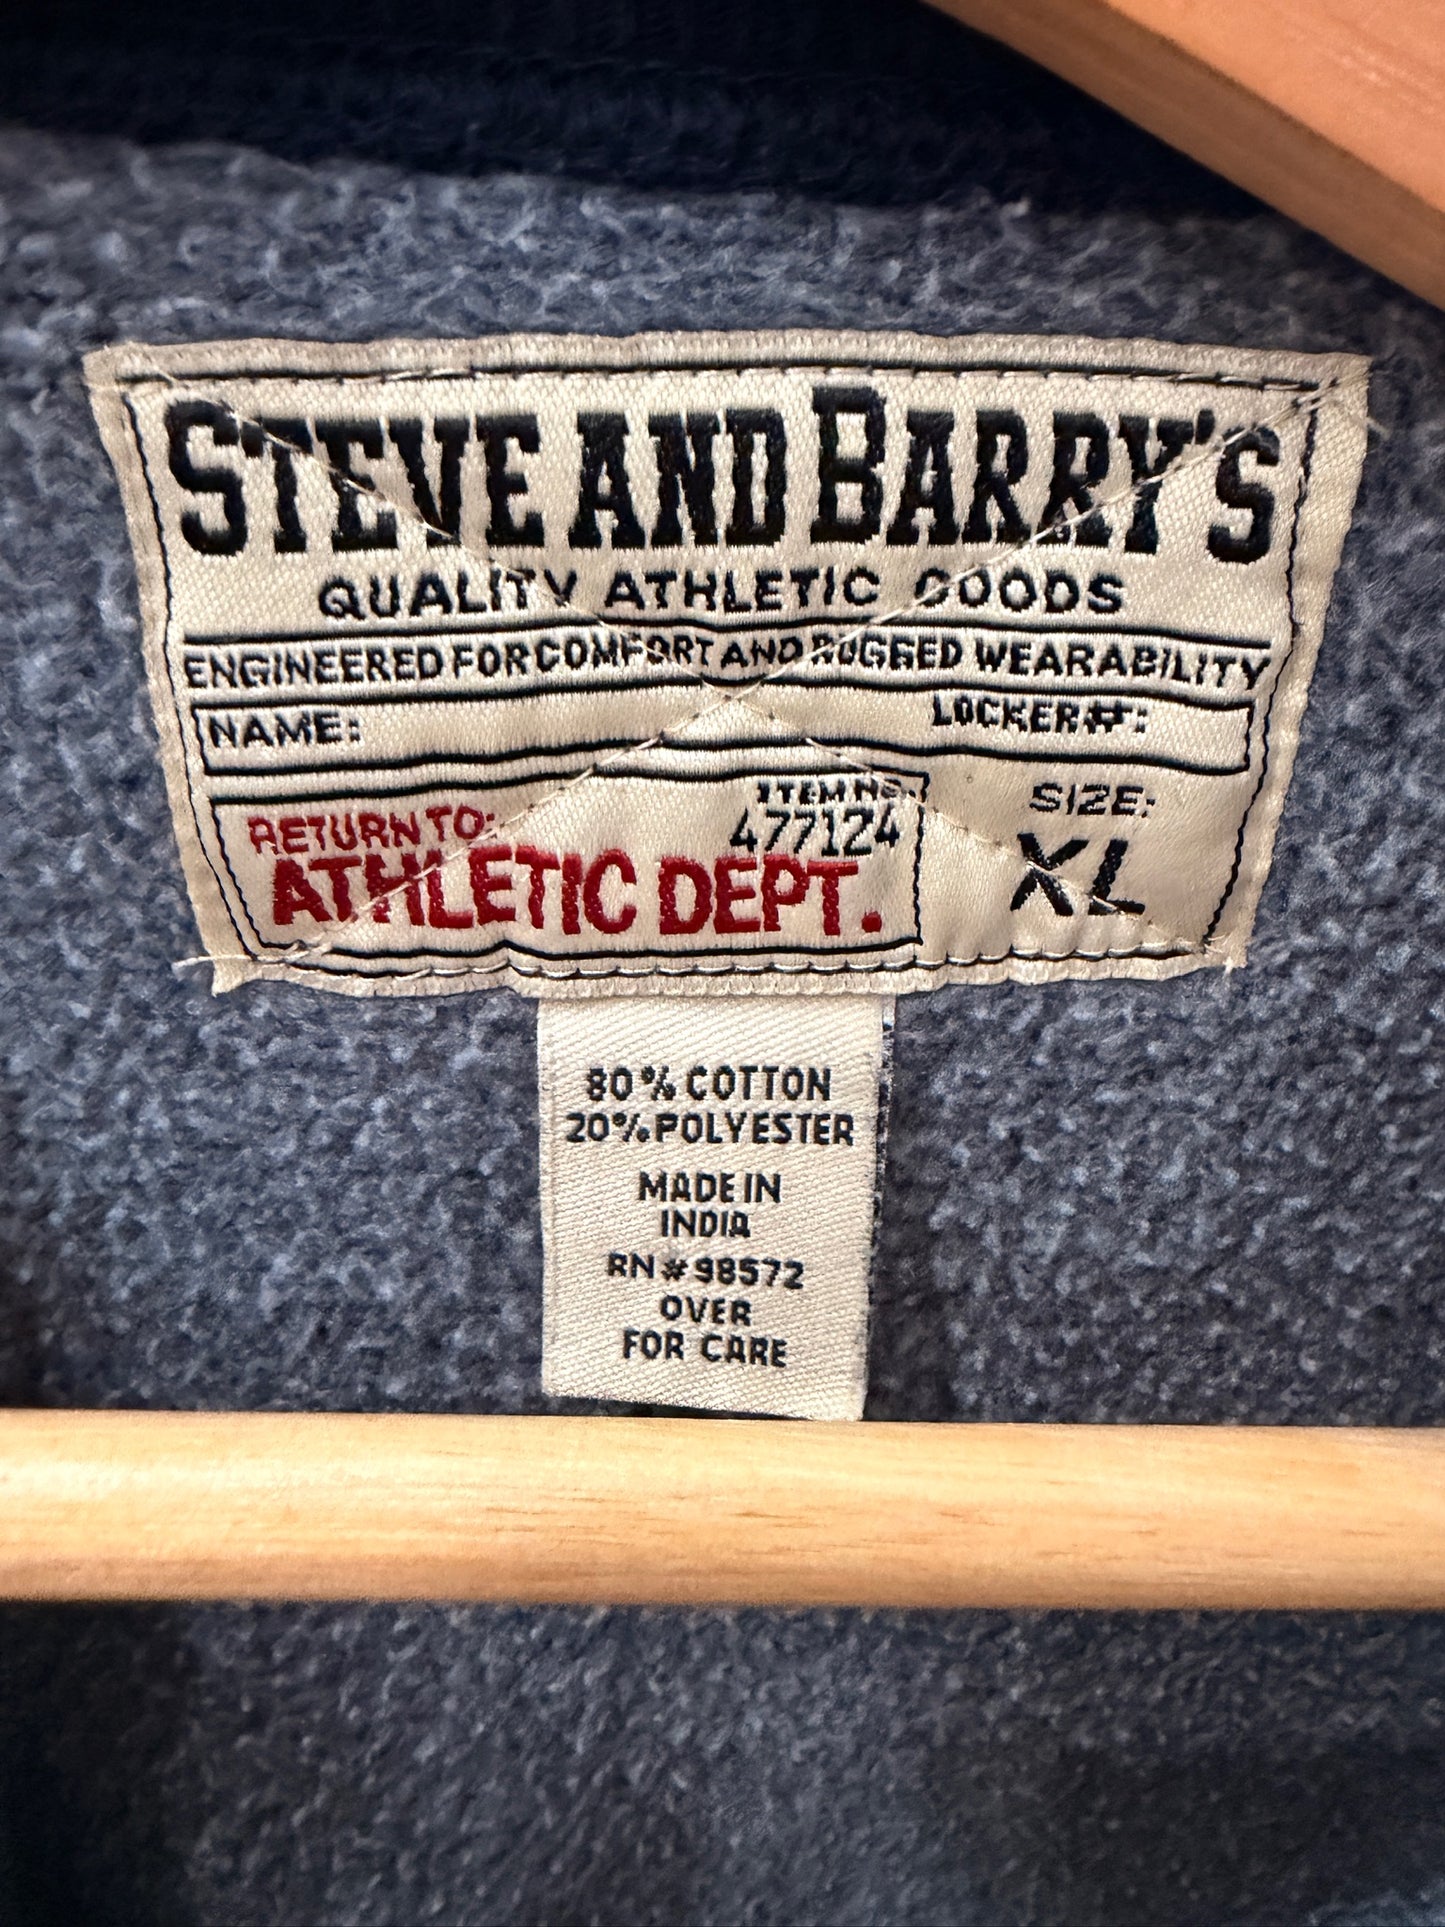 STEVE AND BARRY'S
QUALITY ATHLETIC GOODS
ENGINEERED FOR COMFORT AND RUGGED WEARABILITY
NAME: LOCKER#:
RETURN TO: ITEM NO.
477124
ATHLETIC DEPT.
SIZE:
XL
80% COTTON
20% POLYESTER
MADE IN
INDIA
RN#98572
OVER
FOR CARE